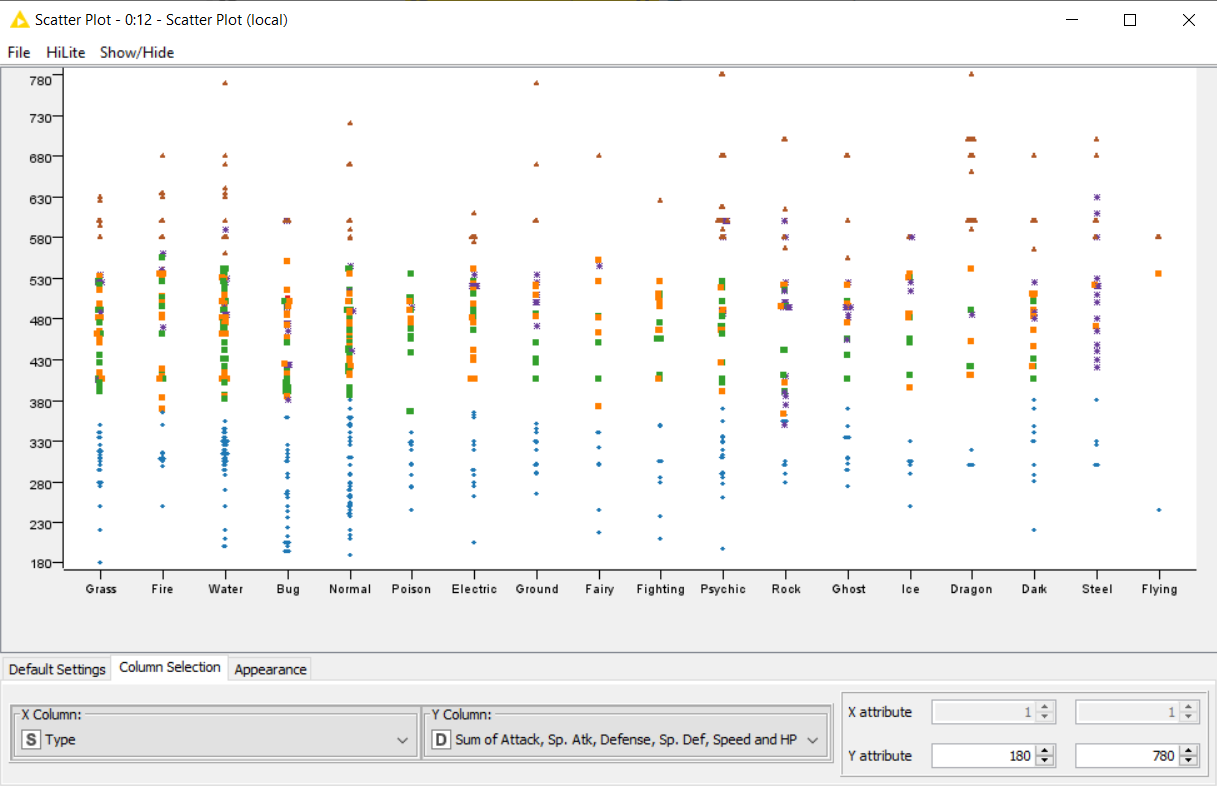 Scatter Plot - 0:12 - Scatter Plot (local)
File HiLite Show/Hide
780
730
680
630
580
530
480
430
380
330
280
230
180
Grass Fire Water Bug Normal Poison Electric Ground Fairy Fighting Psychic Rock Ghost Ice Dragon Dark Steel Flying
Default Settings Column Selection Appearance
X Column: Y Column:
S Type D Sum of Attack, Sp. Atk, Defense, Sp. Def, Speed and HP
X attribute 1 1
Y attribute 180 780